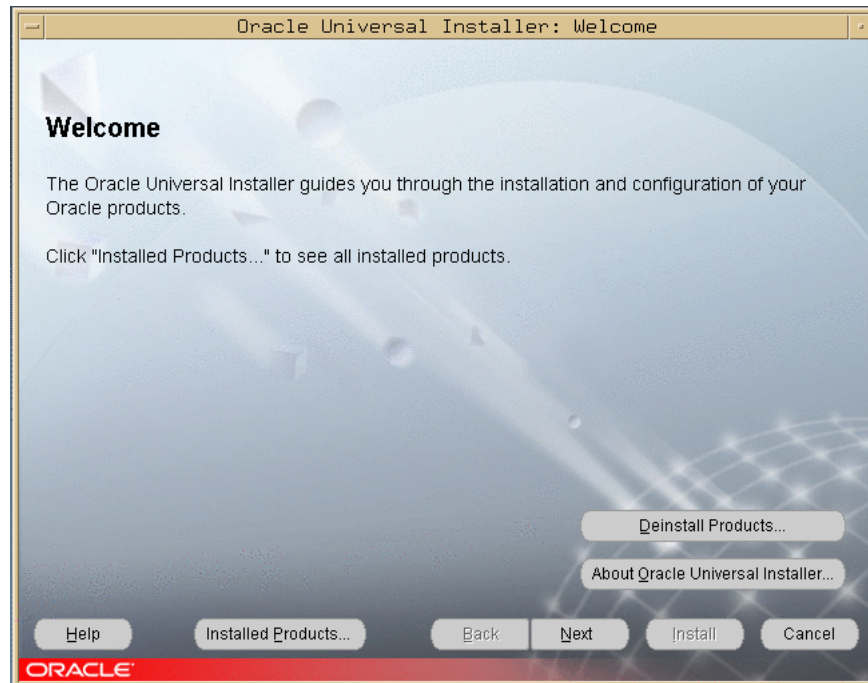 Oracle Universal Installer: Welcome
Welcome
The Oracle Universal Installer guides you through the installation and configuration of your
Oracle products.
Click "Installed Products..." to see all installed products.
Deinstall Products...
About Oracle Universal Installer...
Help
Installed Products...
Back
Next
Install
Cancel
ORACLE